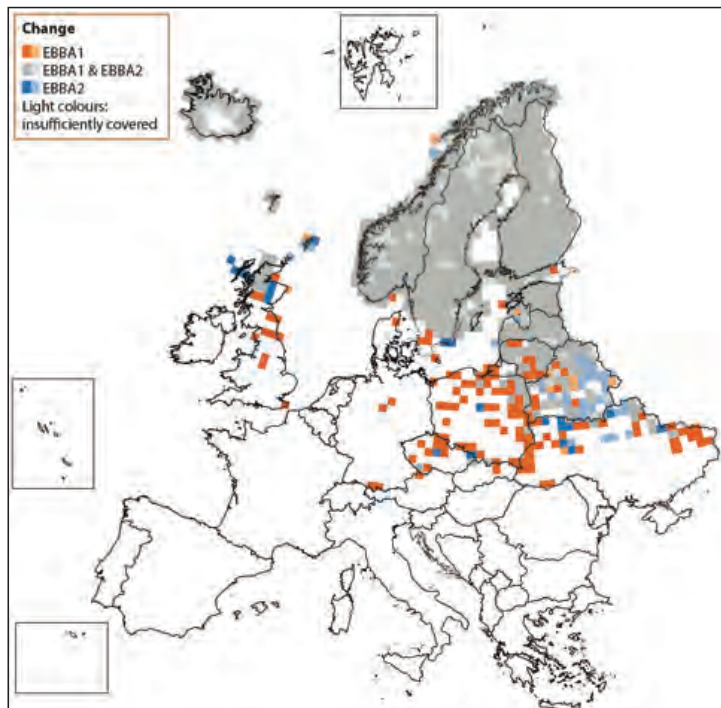 Change
EBBA1
EBBA1 & EBBA2
EBBA2
Light colours:
insufficiently covered